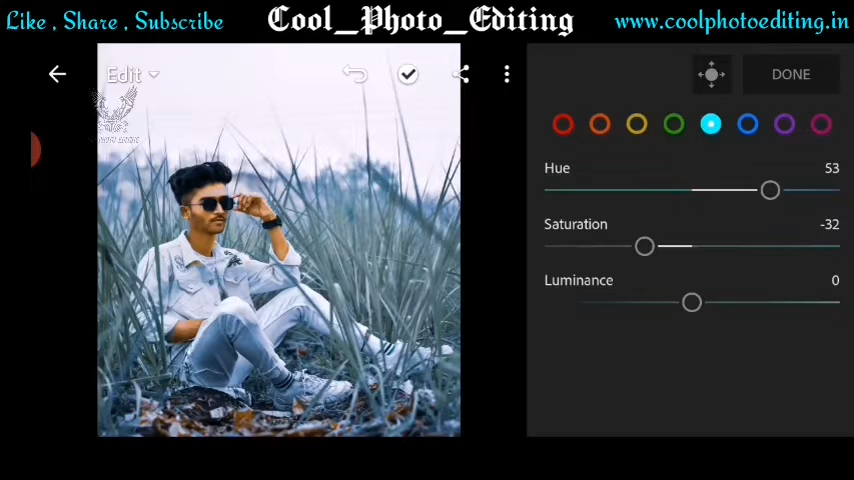 Like , Share , Subscribe
Cool_Photo_Editing
www.coolphotoediting.in
Edit
DONE
Hue 53
Saturation -32
Luminance 0